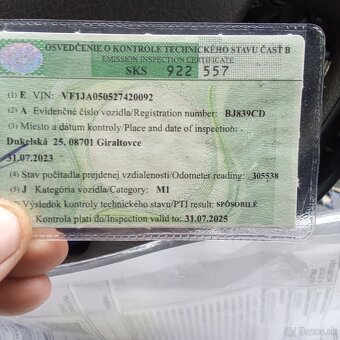 OSVEDČENIE O KONTROLE TECHNICKÉHO STAVU ČASŤ B
EMISSION INSPECTION CERTIFICATE
SKS 922 557
(1) E VIN: VF1JA050527420092
(2) A Evidenčné číslo vozidla/Registration number: BJ839CD
(3) Miesto a dátum kontroly/Place and date of inspection:
Dukelská 25, 08701 Giraltovce
31.07.2023
(4) Stav počítadla prejdenej vzdialenosti/Odometer reading: 305538
(5) J Kategória vozidla/Category: M1
Výsledok kontroly technického stavu/PTI result: SPÔSOBILÉ
Kontrola platí do/Inspection valid to: 31.07.2025